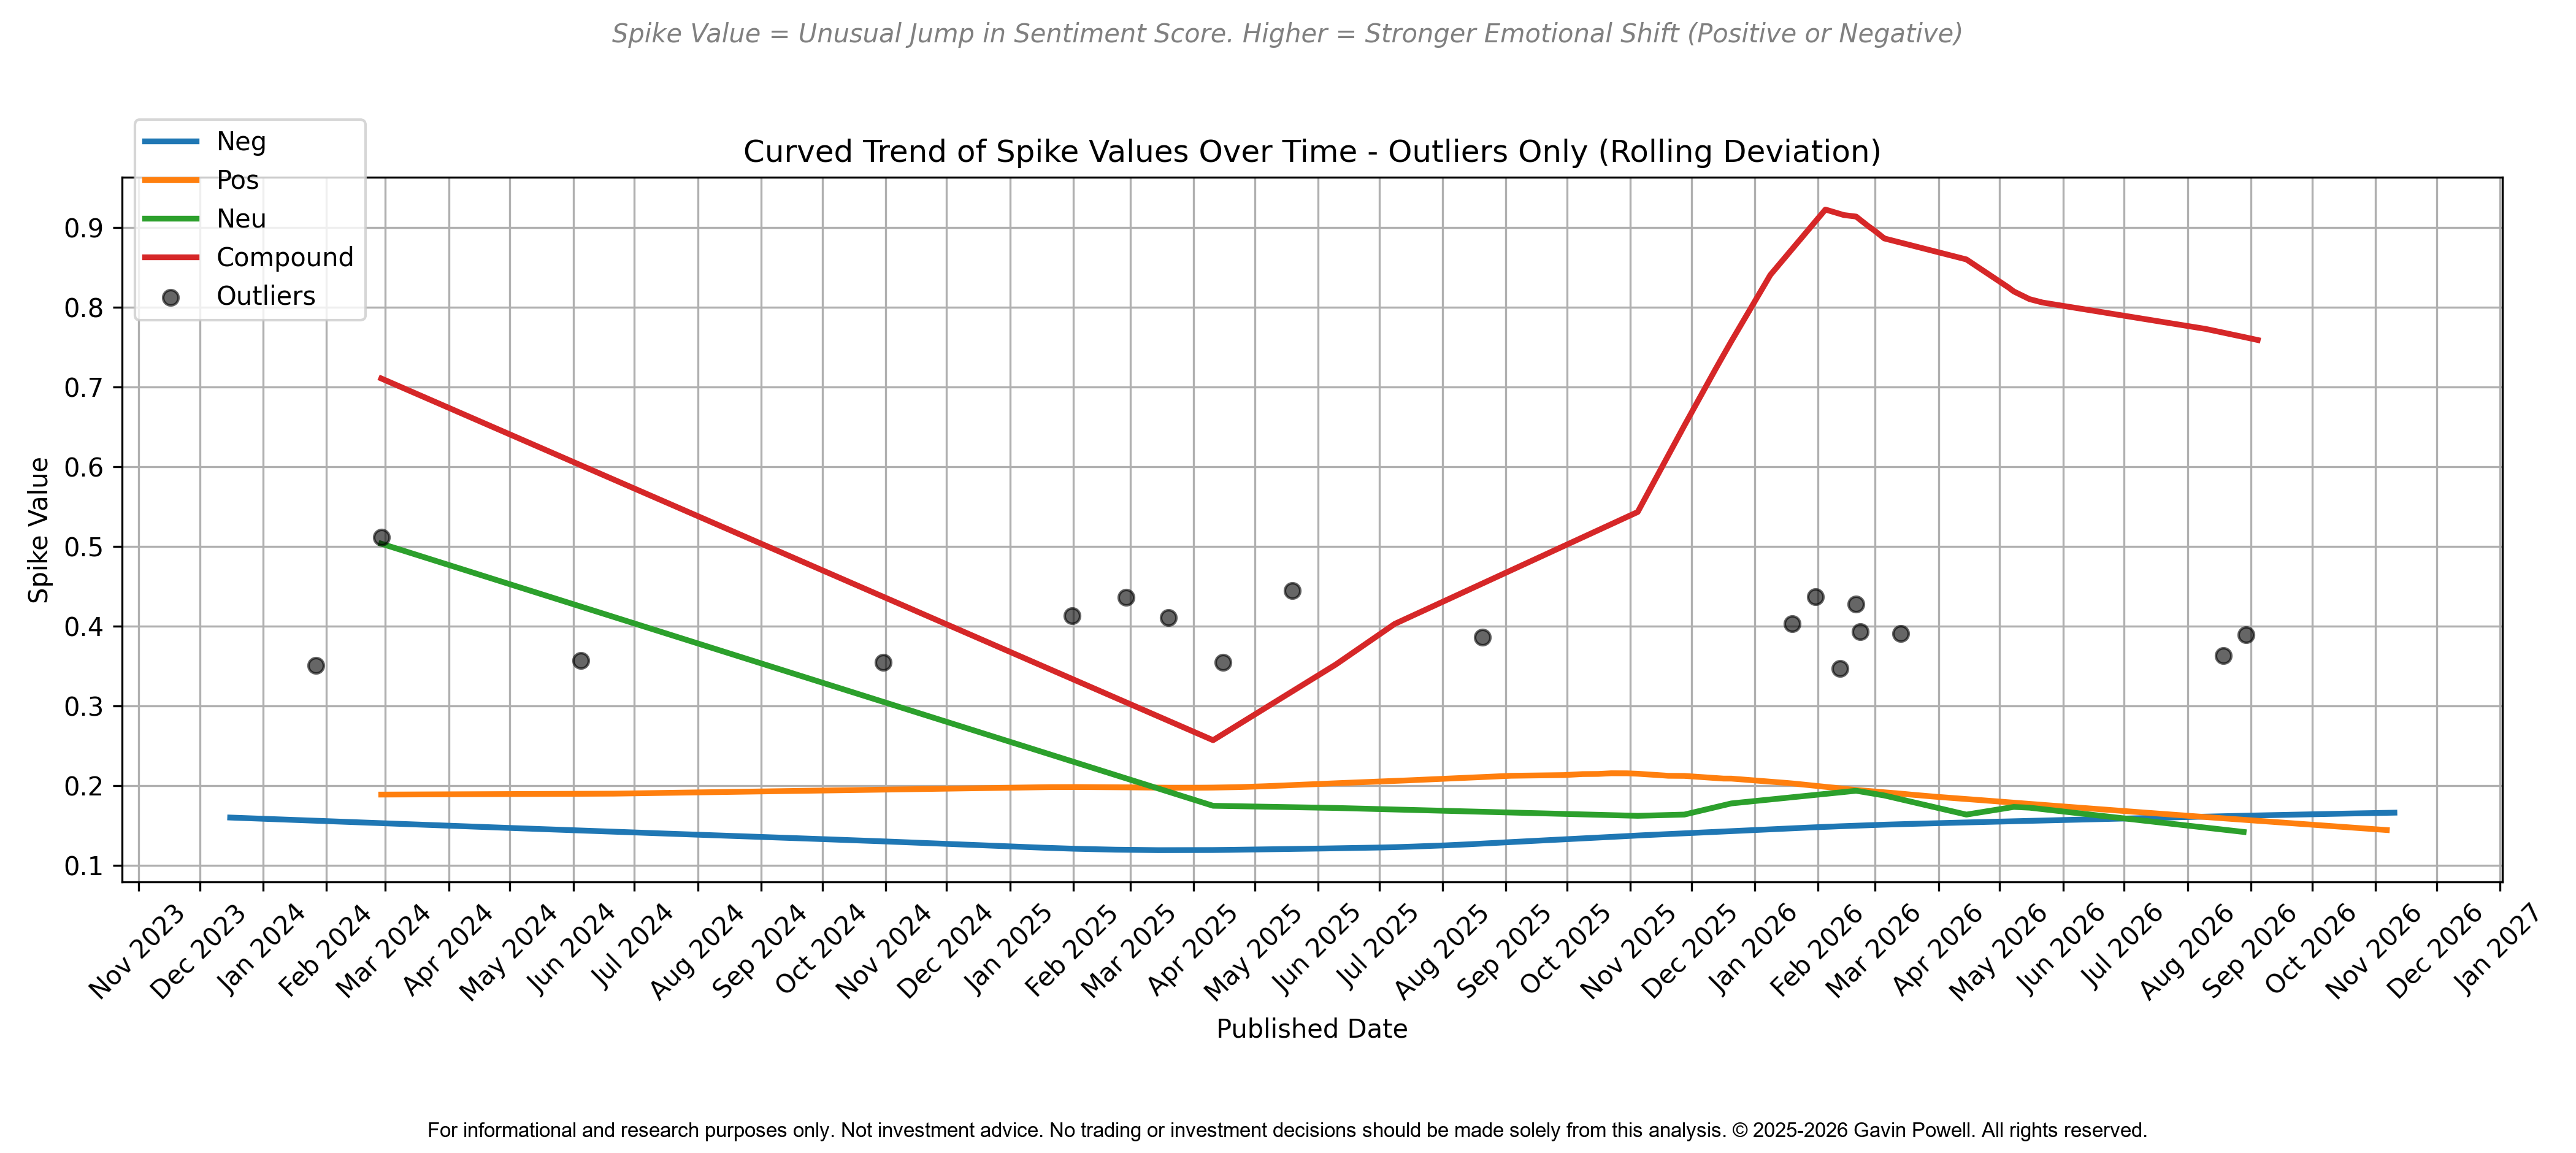 Spike Value = Unusual Jump in Sentiment Score. Higher = Stronger Emotional Shift (Positive or Negative)
Curved Trend of Spike Values Over Time - Outliers Only (Rolling Deviation)
Neg
Pos
Neu
Compound
Outliers
Spike Value
0.9
0.8
0.7
0.6
0.5
0.4
0.3
0.2
0.1
Nov 2023
Dec 2023
Jan 2024
Feb 2024
Mar 2024
Apr 2024
May 2024
Jun 2024
Jul 2024
Aug 2024
Sep 2024
Oct 2024
Nov 2024
Dec 2024
Jan 2025
Feb 2025
Mar 2025
Apr 2025
May 2025
Jun 2025
Jul 2025
Aug 2025
Sep 2025
Oct 2025
Nov 2025
Dec 2025
Jan 2026
Feb 2026
Mar 2026
Apr 2026
May 2026
Jun 2026
Jul 2026
Aug 2026
Sep 2026
Oct 2026
Nov 2026
Dec 2026
Jan 2027
Published Date
For informational and research purposes only. Not investment advice. No trading or investment decisions should be made solely from this analysis. © 2025-2026 Gavin Powell. All rights reserved.